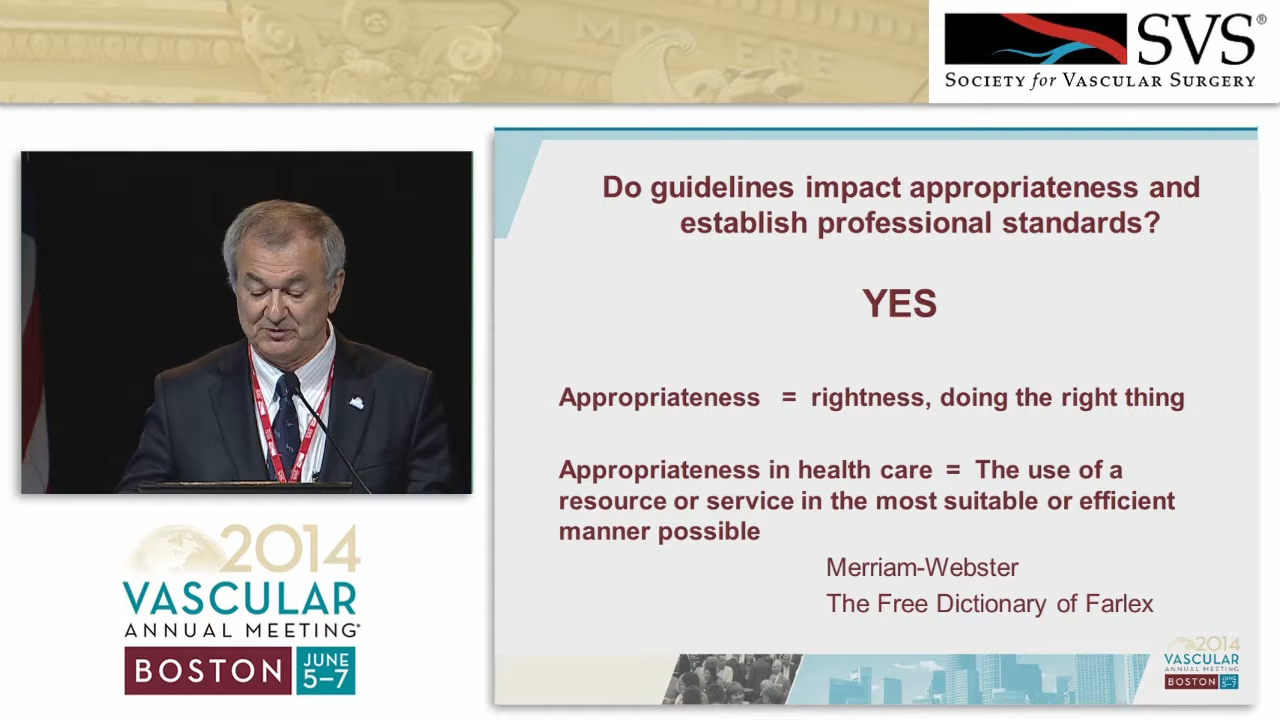 MOLIERE
SVS®
SOCIETY for VASCULAR SURGERY
Do guidelines impact appropriateness and
establish professional standards?
YES
Appropriateness = rightness, doing the right thing
Appropriateness in health care = The use of a
resource or service in the most suitable or efficient
manner possible
Merriam-Webster
The Free Dictionary of Farlex
2014
VASCULAR
ANNUAL MEETING®
BOSTON
JUNE
5–7
2014
VASCULAR
ANNUAL MEETING
BOSTON
JUNE
5–7